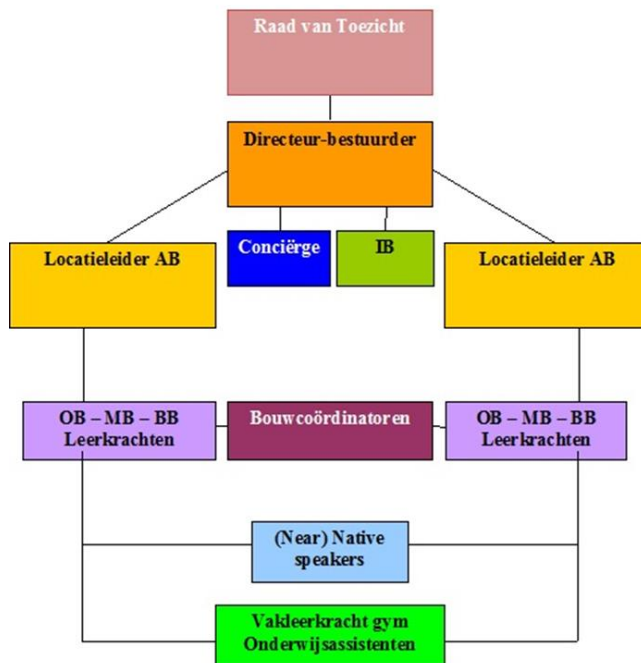 Raad van Toezicht
Directeur-bestuurder
Conciërge
IB
Locatieleider AB
Locatieleider AB
OB – MB – BB
Leerkrachten
Bouwcoördinatoren
OB – MB – BB
Leerkrachten
(Near) Native
speakers
Vakleerkracht gym
Onderwijsassistenten